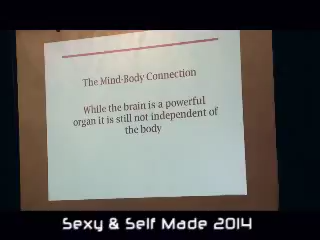 The Mind-Body Connection
While the brain is a powerful
organ it is still not independent of
the body
Sexy & Self Made 2014